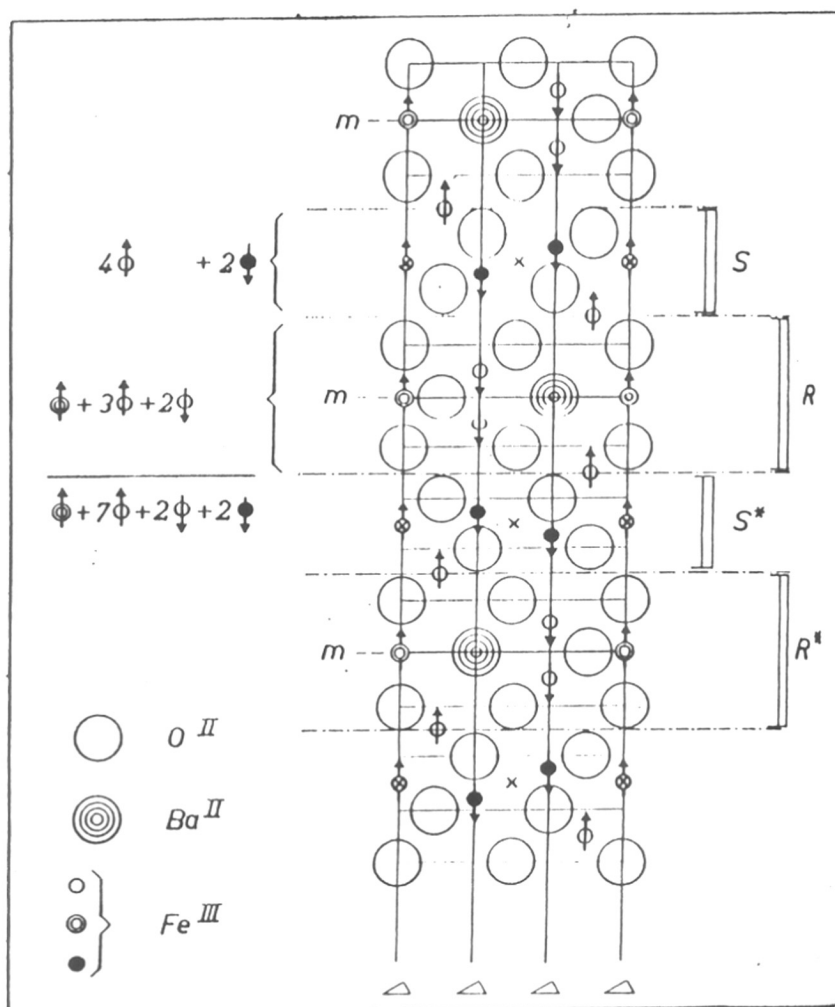 m
4 + 2
S
+ 3 + 2
m
R
+ 7 + 2 + 2
S*
m
R*
O II
Ba II
Fe III